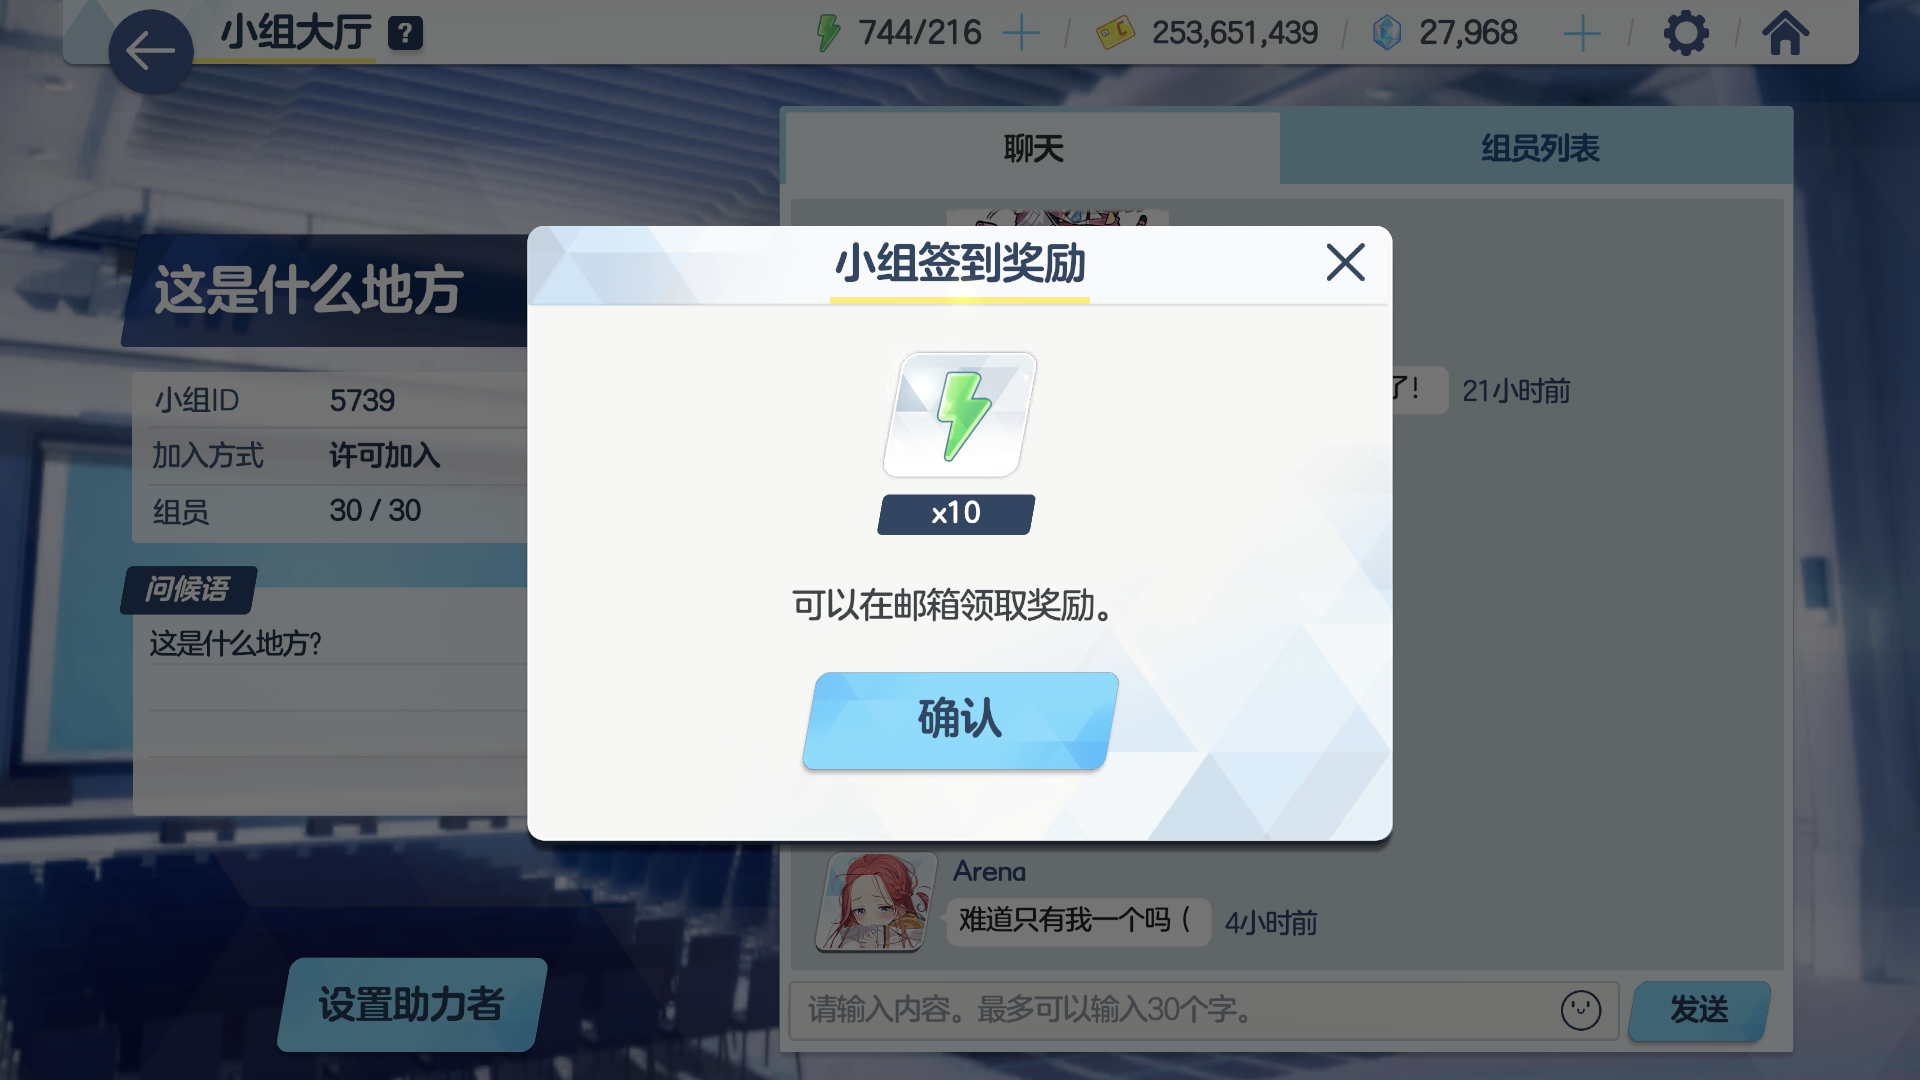 小组大厅 ?
744/216
253,651,439
27,968
聊天
组员列表
这是什么地方
小组ID 5739
加入方式 许可加入
组员 30 / 30
问候语
这是什么地方?
小组签到奖励
x10
可以在邮箱领取奖励。
确认
了! 21小时前
Arena
难道只有我一个吗（ 4小时前
设置助力者
请输入内容。最多可以输入30个字。
发送